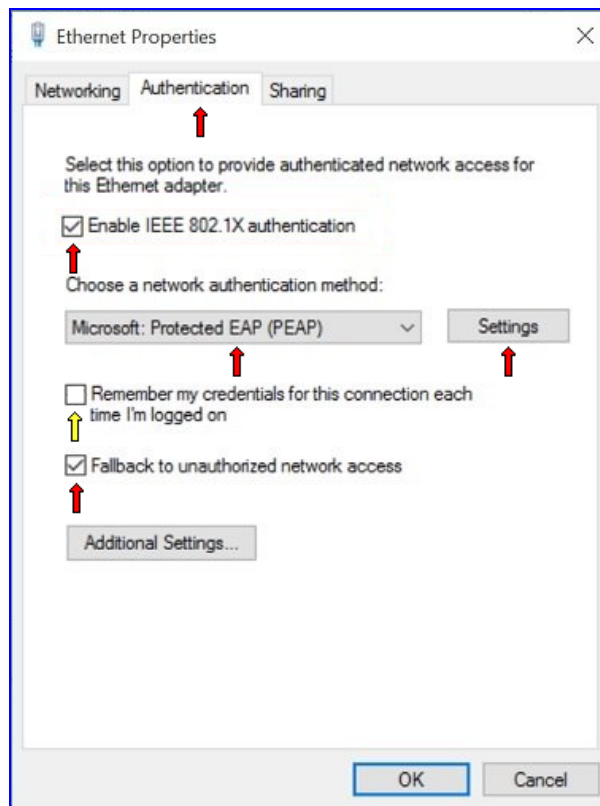 Ethernet Properties
Networking Authentication Sharing
Select this option to provide authenticated network access for
this Ethernet adapter.
Enable IEEE 802.1X authentication
Choose a network authentication method:
Microsoft: Protected EAP (PEAP) Settings
Remember my credentials for this connection each
time I'm logged on
Fallback to unauthorized network access
Additional Settings...
OK Cancel